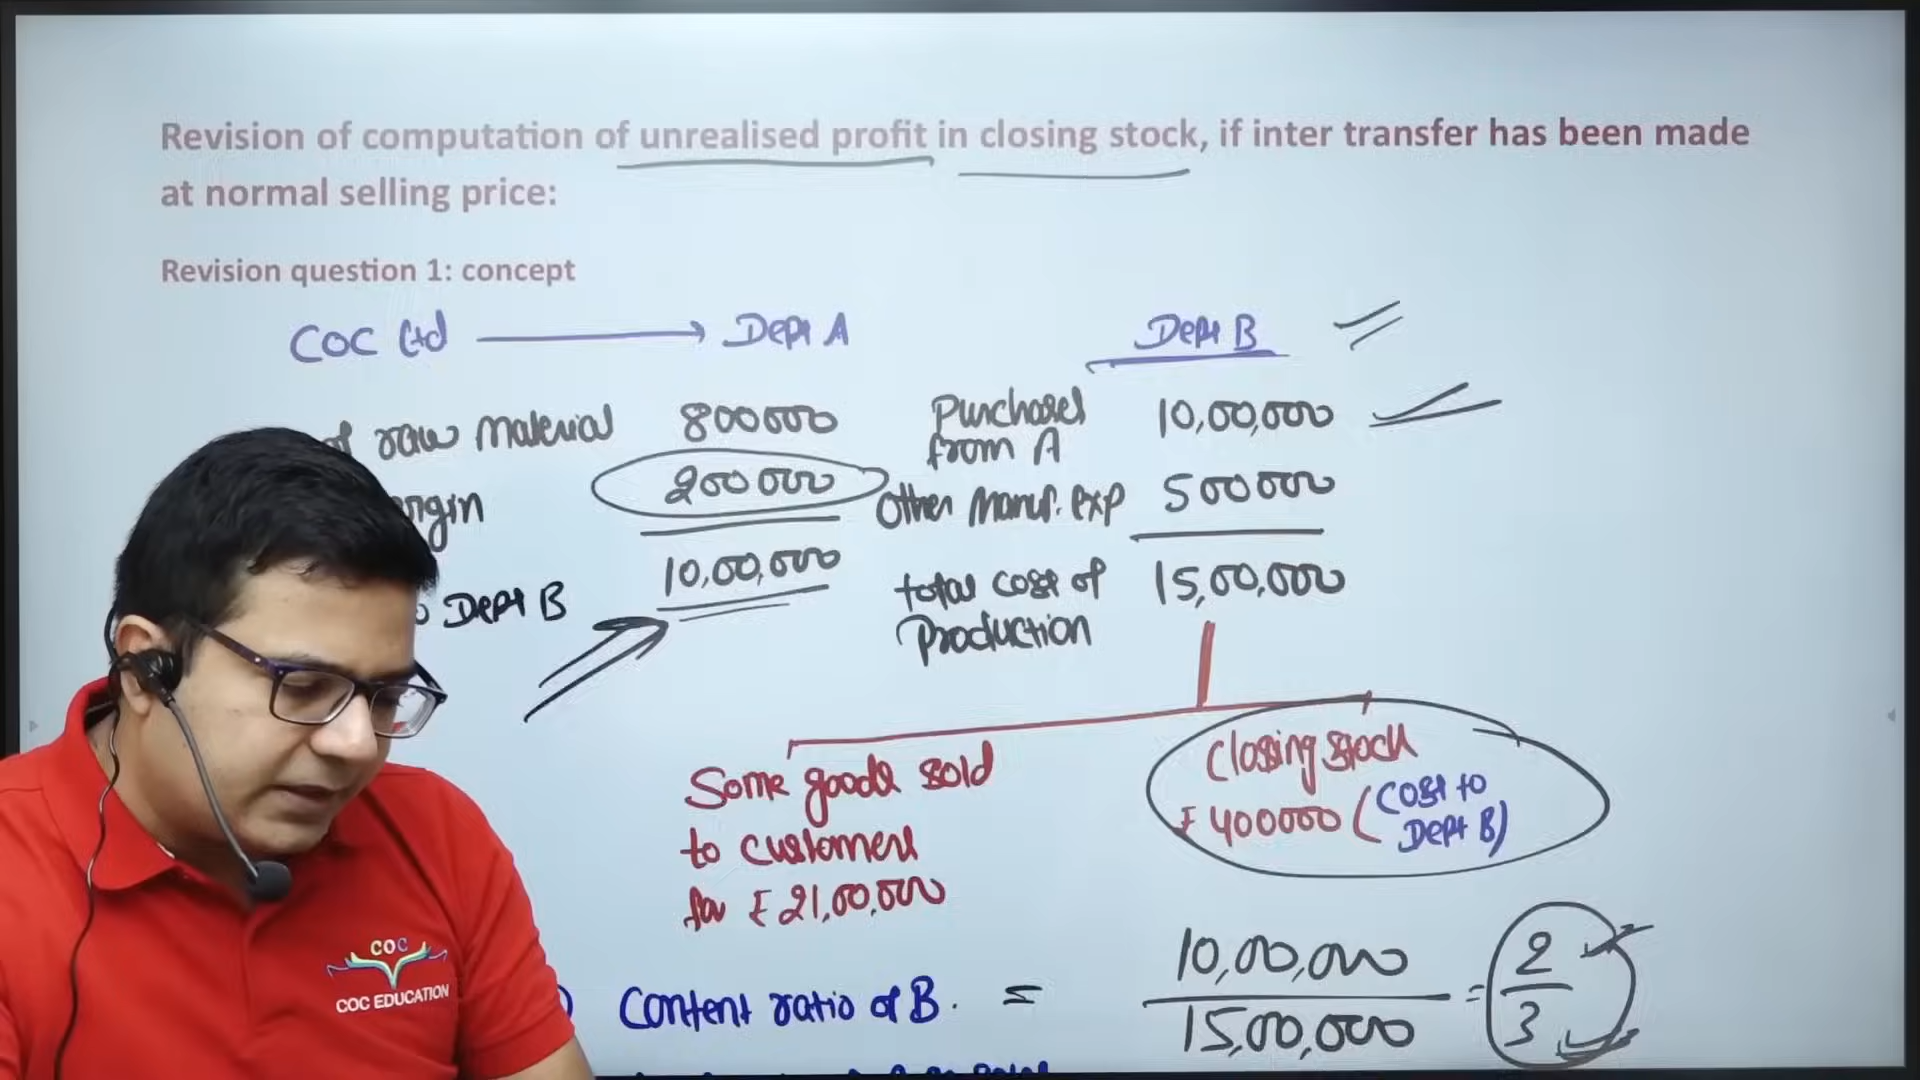 Revision of computation of unrealised profit in closing stock, if inter transfer has been made
at normal selling price:
Revision question 1: concept
COC Ltd → Dept A
Dept B
of raw Material 800000
Purchases from A 10,00,000
200000
Other Manuf. exp 500000
10,00,000
Dept B
total cost of Production 15,00,000
Some goods sold
to customers
for ₹ 21,00,000
Closing stock
₹ 400000 (Cost to
Dept B)
Content ratio of B. = 10,00,000 / 15,00,000 = 2/3
COC
COC EDUCATION